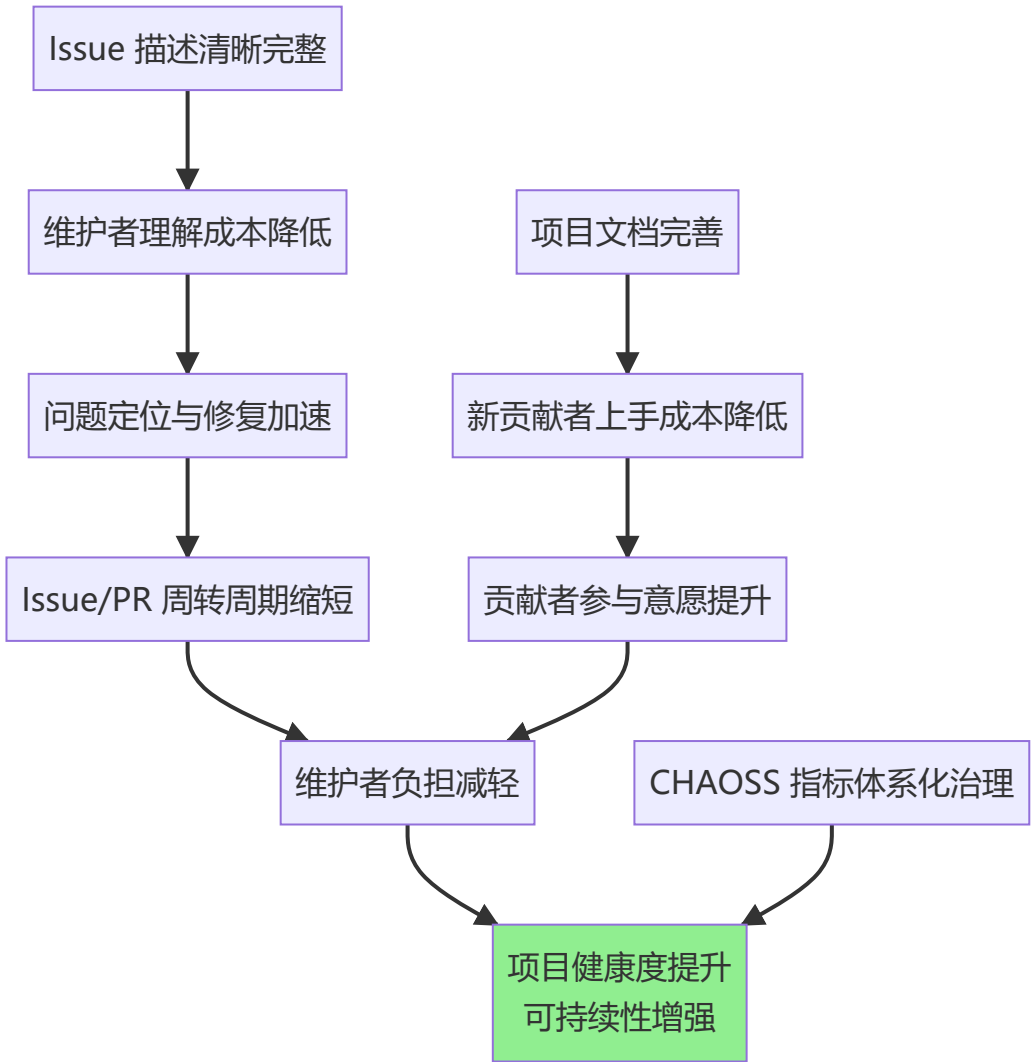 Issue 描述清晰完整
维护者理解成本降低
项目文档完善
问题定位与修复加速
新贡献者上手成本降低
Issue/PR 周转周期缩短
贡献者参与意愿提升
维护者负担减轻
CHAOSS 指标体系化治理
项目健康度提升
可持续性增强